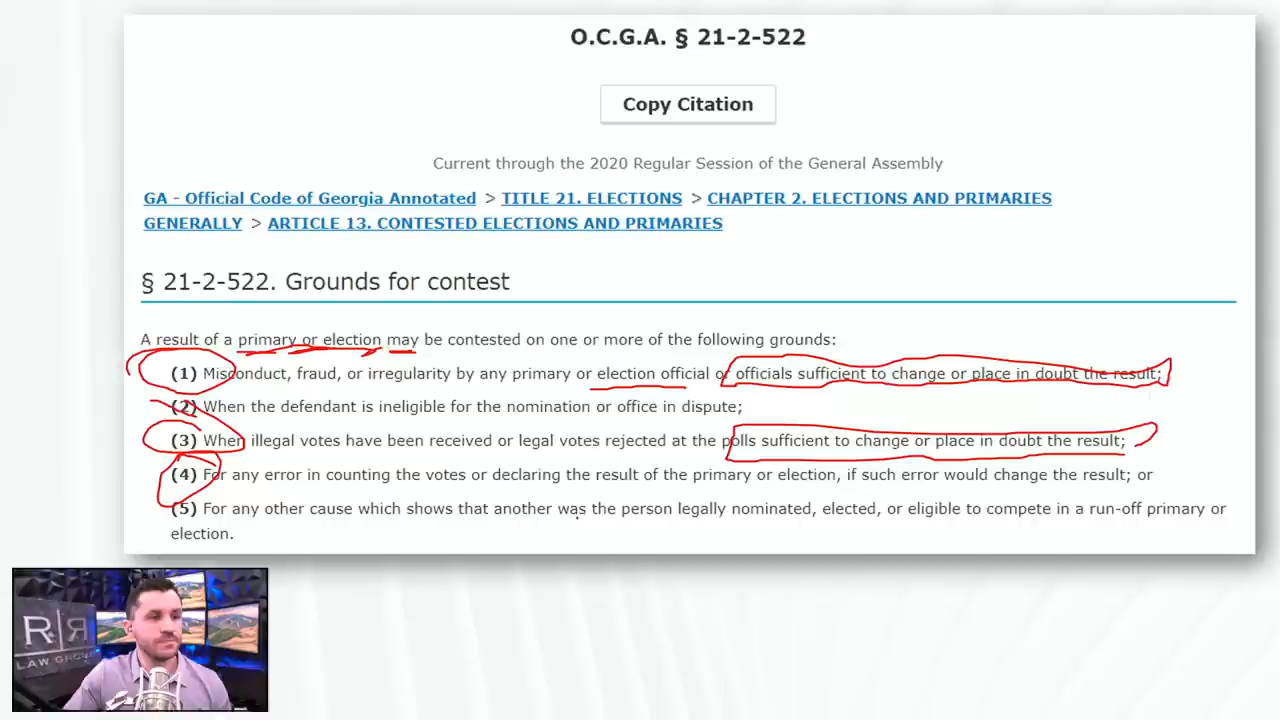 O.C.G.A. § 21-2-522
Copy Citation
Current through the 2020 Regular Session of the General Assembly
GA - Official Code of Georgia Annotated > TITLE 21. ELECTIONS > CHAPTER 2. ELECTIONS AND PRIMARIES
GENERALLY > ARTICLE 13. CONTESTED ELECTIONS AND PRIMARIES
§ 21-2-522. Grounds for contest
A result of a primary or election may be contested on one or more of the following grounds:
(1) Misconduct, fraud, or irregularity by any primary or election official or officials sufficient to change or place in doubt the result;
(2) When the defendant is ineligible for the nomination or office in dispute;
(3) When illegal votes have been received or legal votes rejected at the polls sufficient to change or place in doubt the result;
(4) For any error in counting the votes or declaring the result of the primary or election, if such error would change the result; or
(5) For any other cause which shows that another was the person legally nominated, elected, or eligible to compete in a run-off primary or
election.
R|R
LAW GROUP